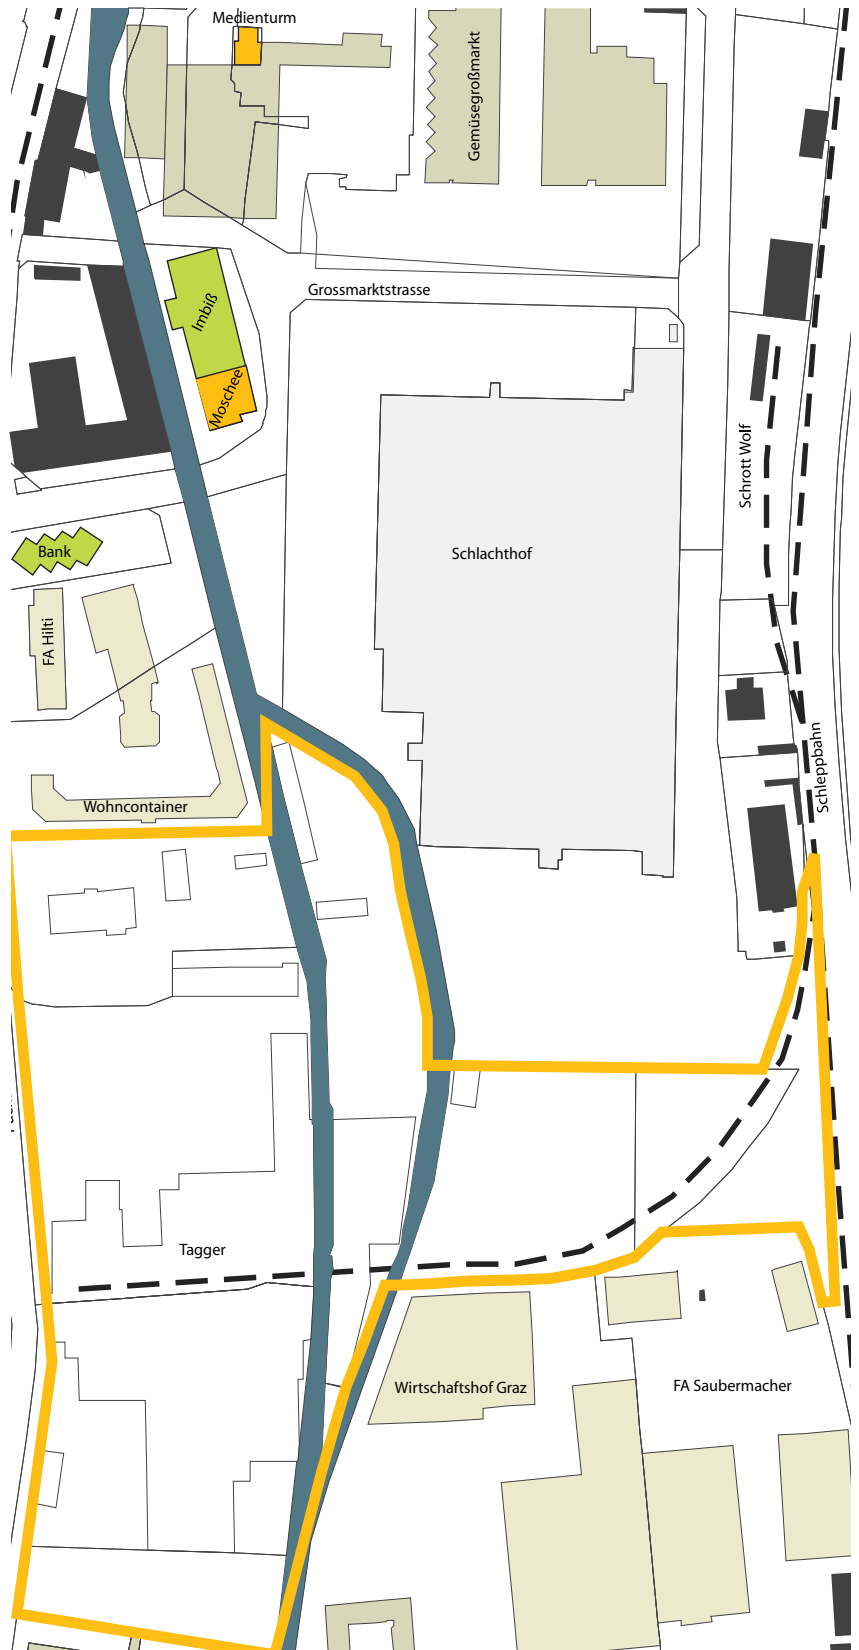 Medienturm
Gemüsegroßmarkt
Grossmarktstrasse
Imbiß
Moschee
Schrott Wolf
Bank
Schlachthof
FA Hilti
Schleppbahn
Wohncontainer
Tagger
Wirtschaftshof Graz
FA Saubermacher